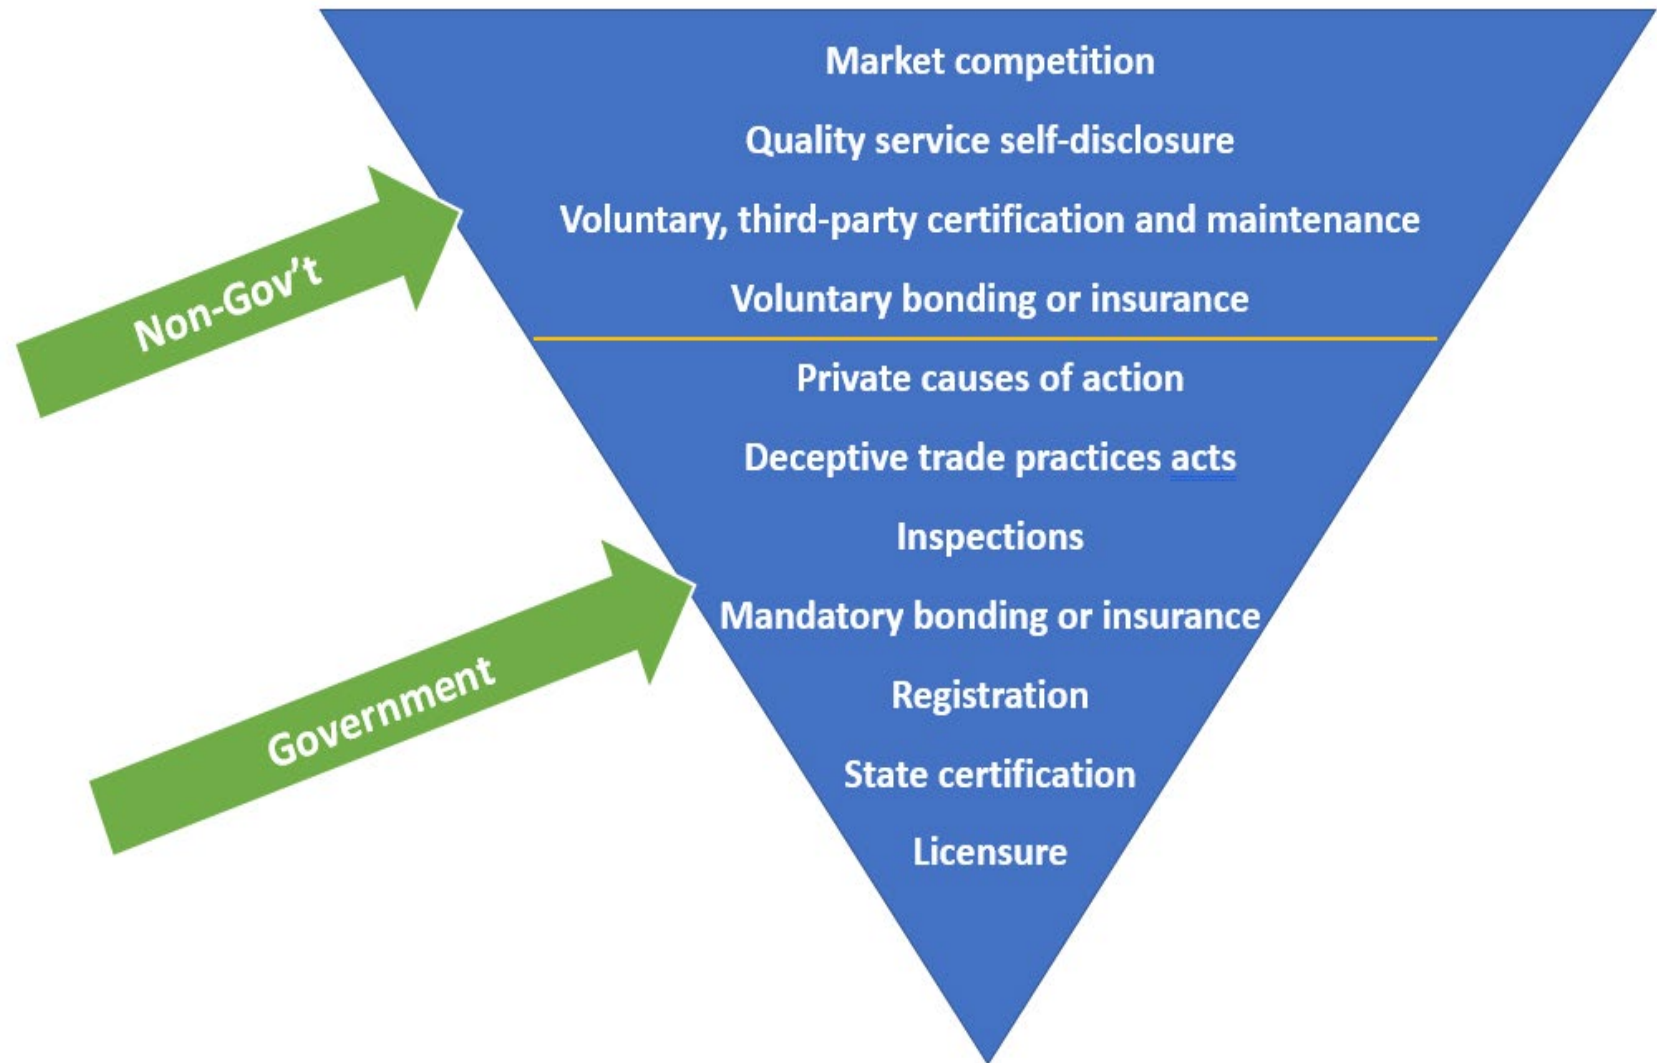 Market competition
Quality service self-disclosure
Voluntary, third-party certification and maintenance
Voluntary bonding or insurance
Non-Gov’t
Private causes of action
Deceptive trade practices acts
Inspections
Mandatory bonding or insurance
Registration
State certification
Licensure
Government